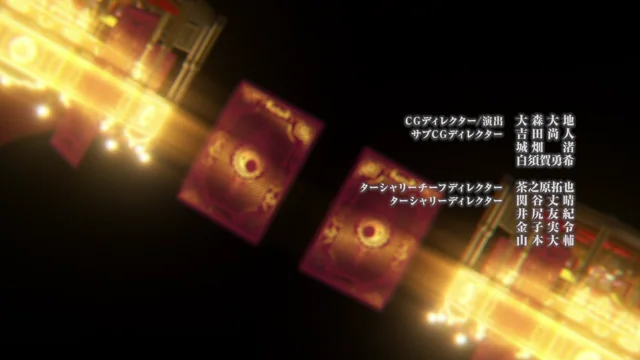 CGディレクター/演出 大森大地
サブCGディレクター 吉田尚人
城畑 渚
白須賀勇希
ターシャリーチーフディレクター 茶之原拓也
ターシャリーディレクター 関谷丈晴
井尻友紀
金子実令
山本大輔